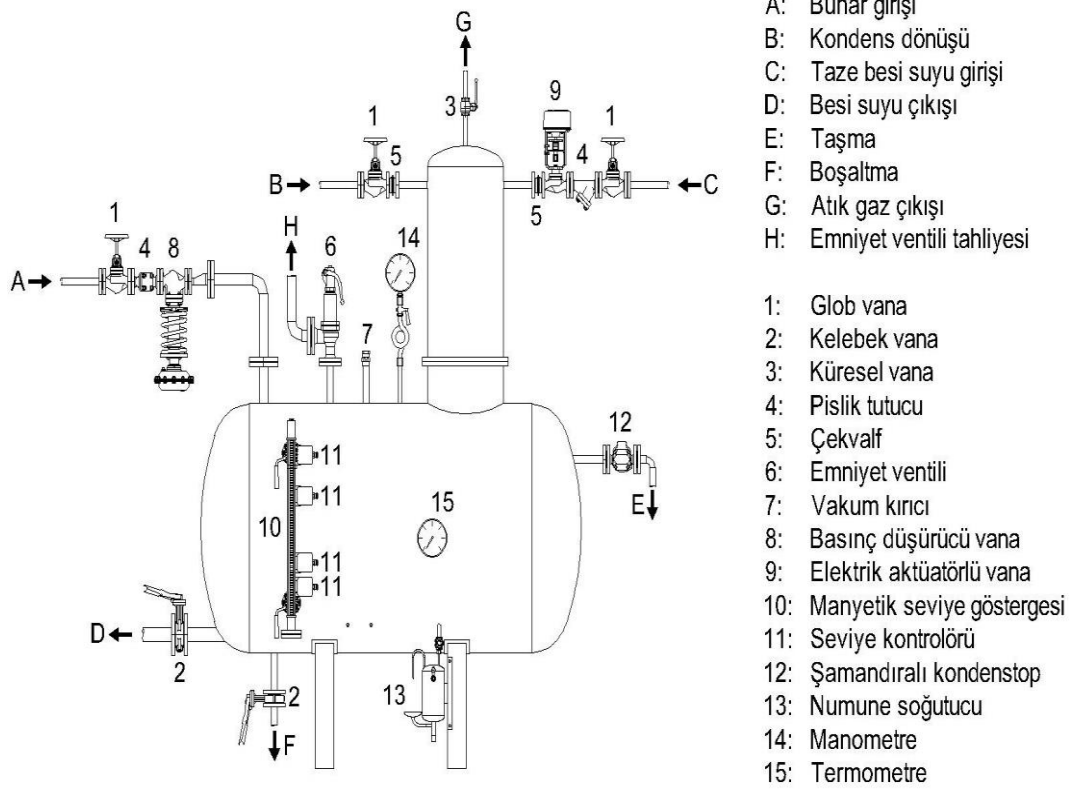 A: Buhar girişi
B: Kondens dönüşü
C: Taze besi suyu girişi
D: Besi suyu çıkışı
E: Taşma
F: Boşaltma
G: Atık gaz çıkışı
H: Emniyet ventili tahliyesi
1: Glob vana
2: Kelebek vana
3: Küresel vana
4: Pislik tutucu
5: Çekvalf
6: Emniyet ventili
7: Vakum kırıcı
8: Basınç düşürücü vana
9: Elektrik aktüatörlü vana
10: Manyetik seviye göstergesi
11: Seviye kontrolörü
12: Şamandıralı kondenstop
13: Numune soğutucu
14: Manometre
15: Termometre
G
3
9
1
1
5
4
B
C
5
H
6
14
1
4
8
A
7
12
11
11
10
15
E
11
11
D
2
13
2
F